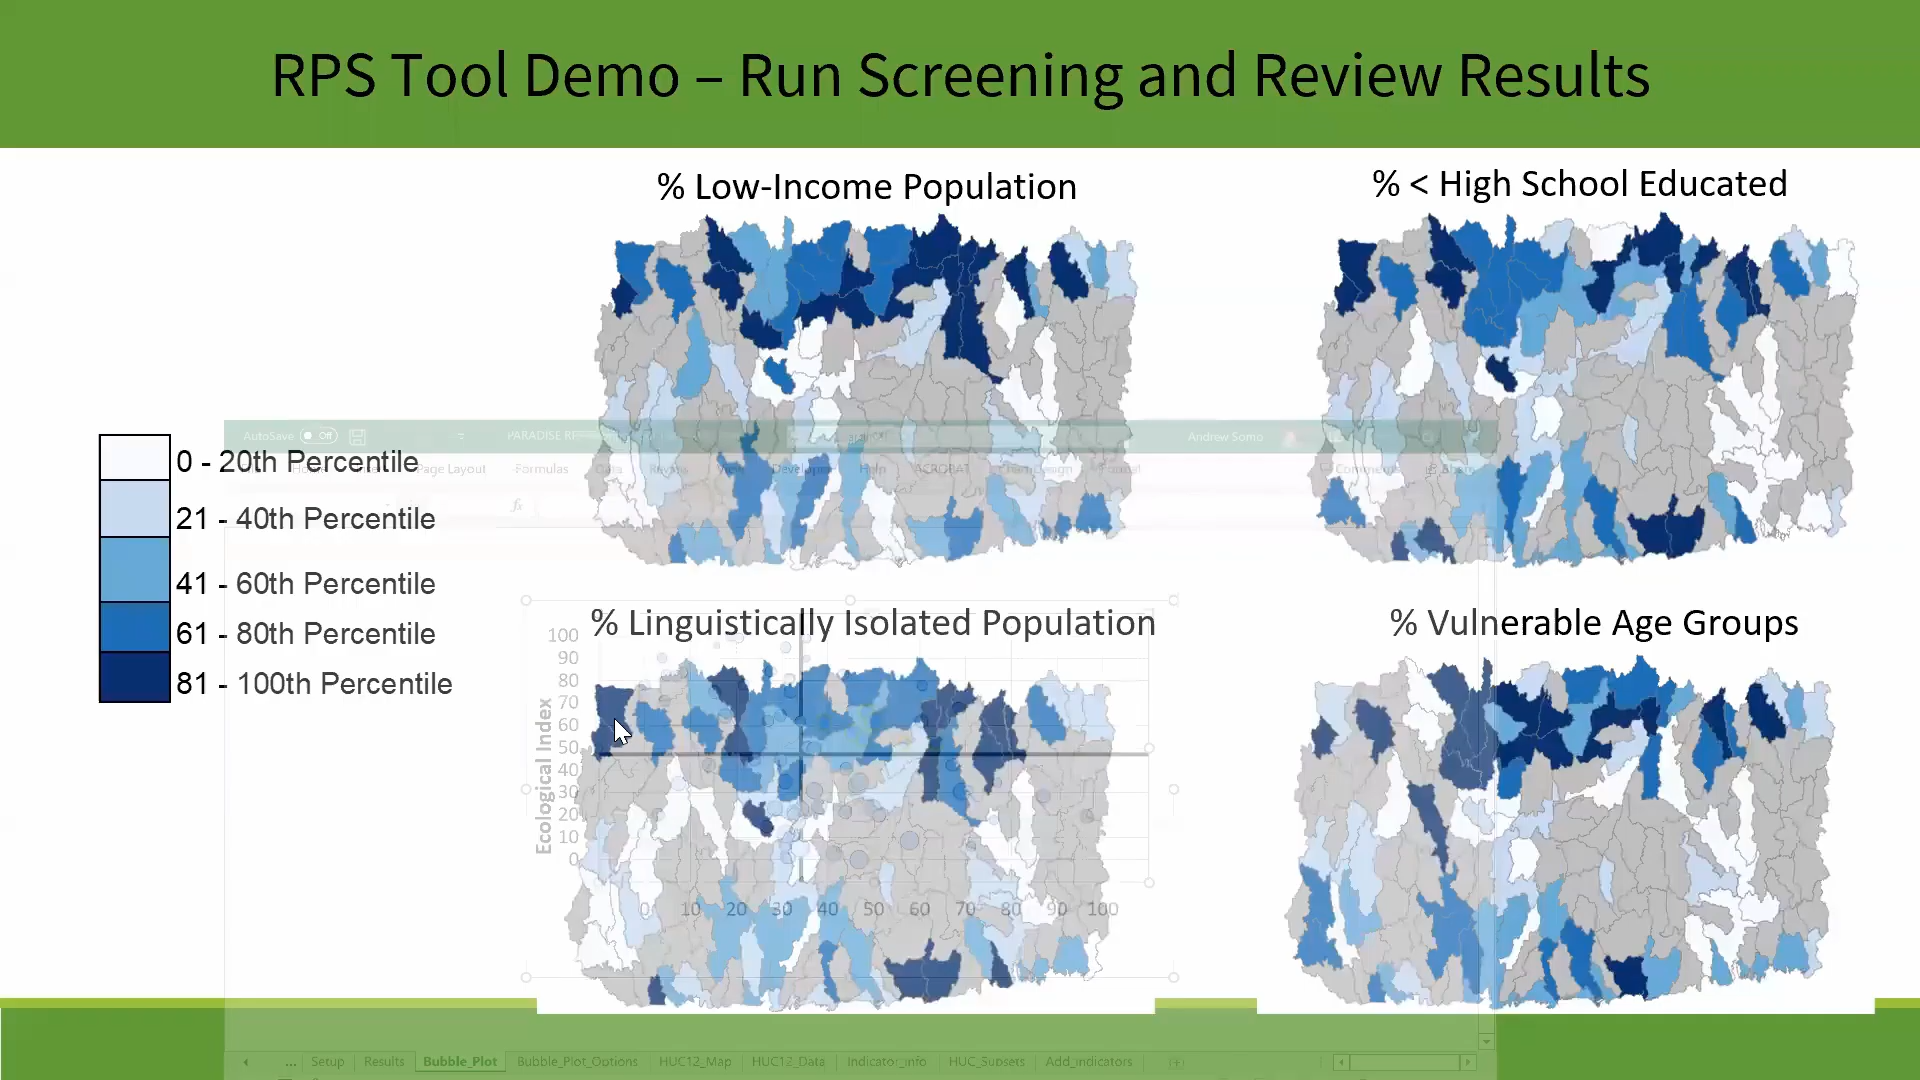 RPS Tool Demo – Run Screening and Review Results
% Low-Income Population
% < High School Educated
AutoSave Off
PARADISE
Andrew Somo
0 - 20th Percentile
Page Layout
Formulas
Review
View
Help
ACROBAT
Comments
Share
fx
21 - 40th Percentile
41 - 60th Percentile
61 - 80th Percentile
81 - 100th Percentile
% Linguistically Isolated Population
% Vulnerable Age Groups
Ecological Index
100
90
80
70
60
50
40
30
20
10
0
0 10 20 30 40 50 60 70 80 90 100
... Setup Results Bubble_Plot Bubble_Plot_Options HUC12_Map HUC12_Data Indicator_Info HUC_Subsets Add_Indicators